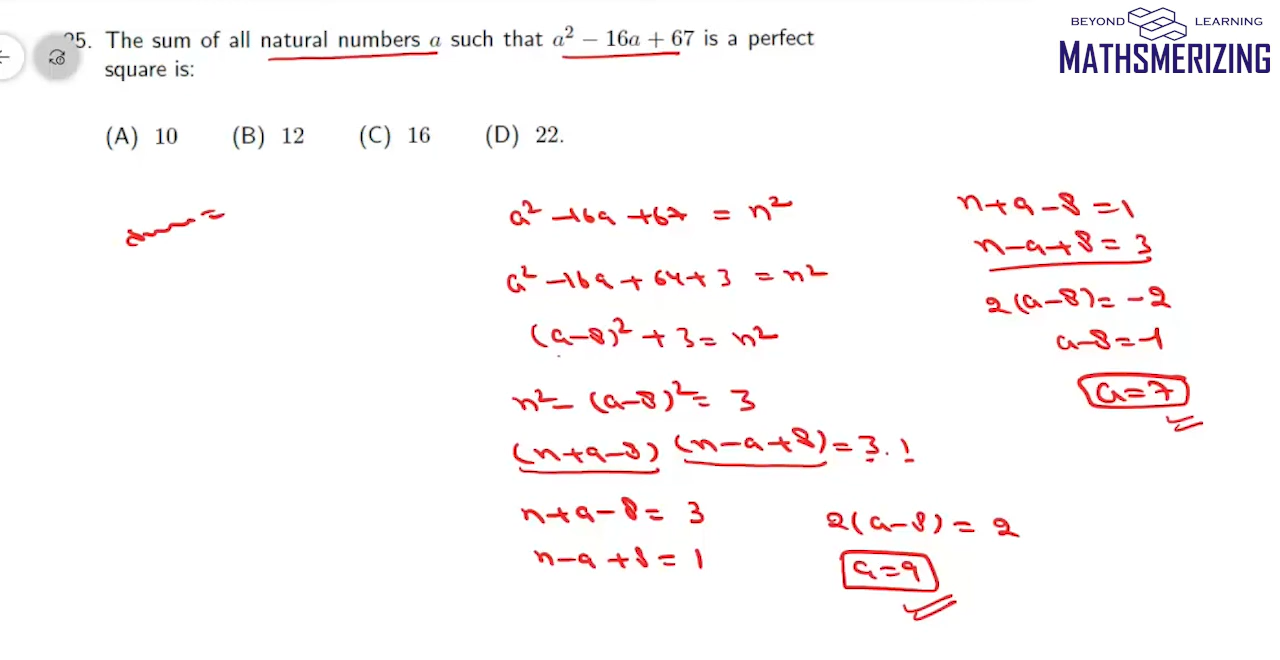 BEYOND LEARNING
MATHSMERIZING
25. The sum of all natural numbers a such that a² − 16a + 67 is a perfect
square is:
(A) 10 (B) 12 (C) 16 (D) 22.
a² −16a +67 = n²
a² −16a + 64 + 3 = n²
(a−8)² + 3 = n²
n² − (a−8)² = 3
(n+a−8) (n−a+8) = 3.1
n+a−8 = 3
n−a+8 = 1
2(a−8) = 2
a=9
n+a−8=1
n−a+8=3
2(a−8)=−2
a−8=−1
a=7
sum=